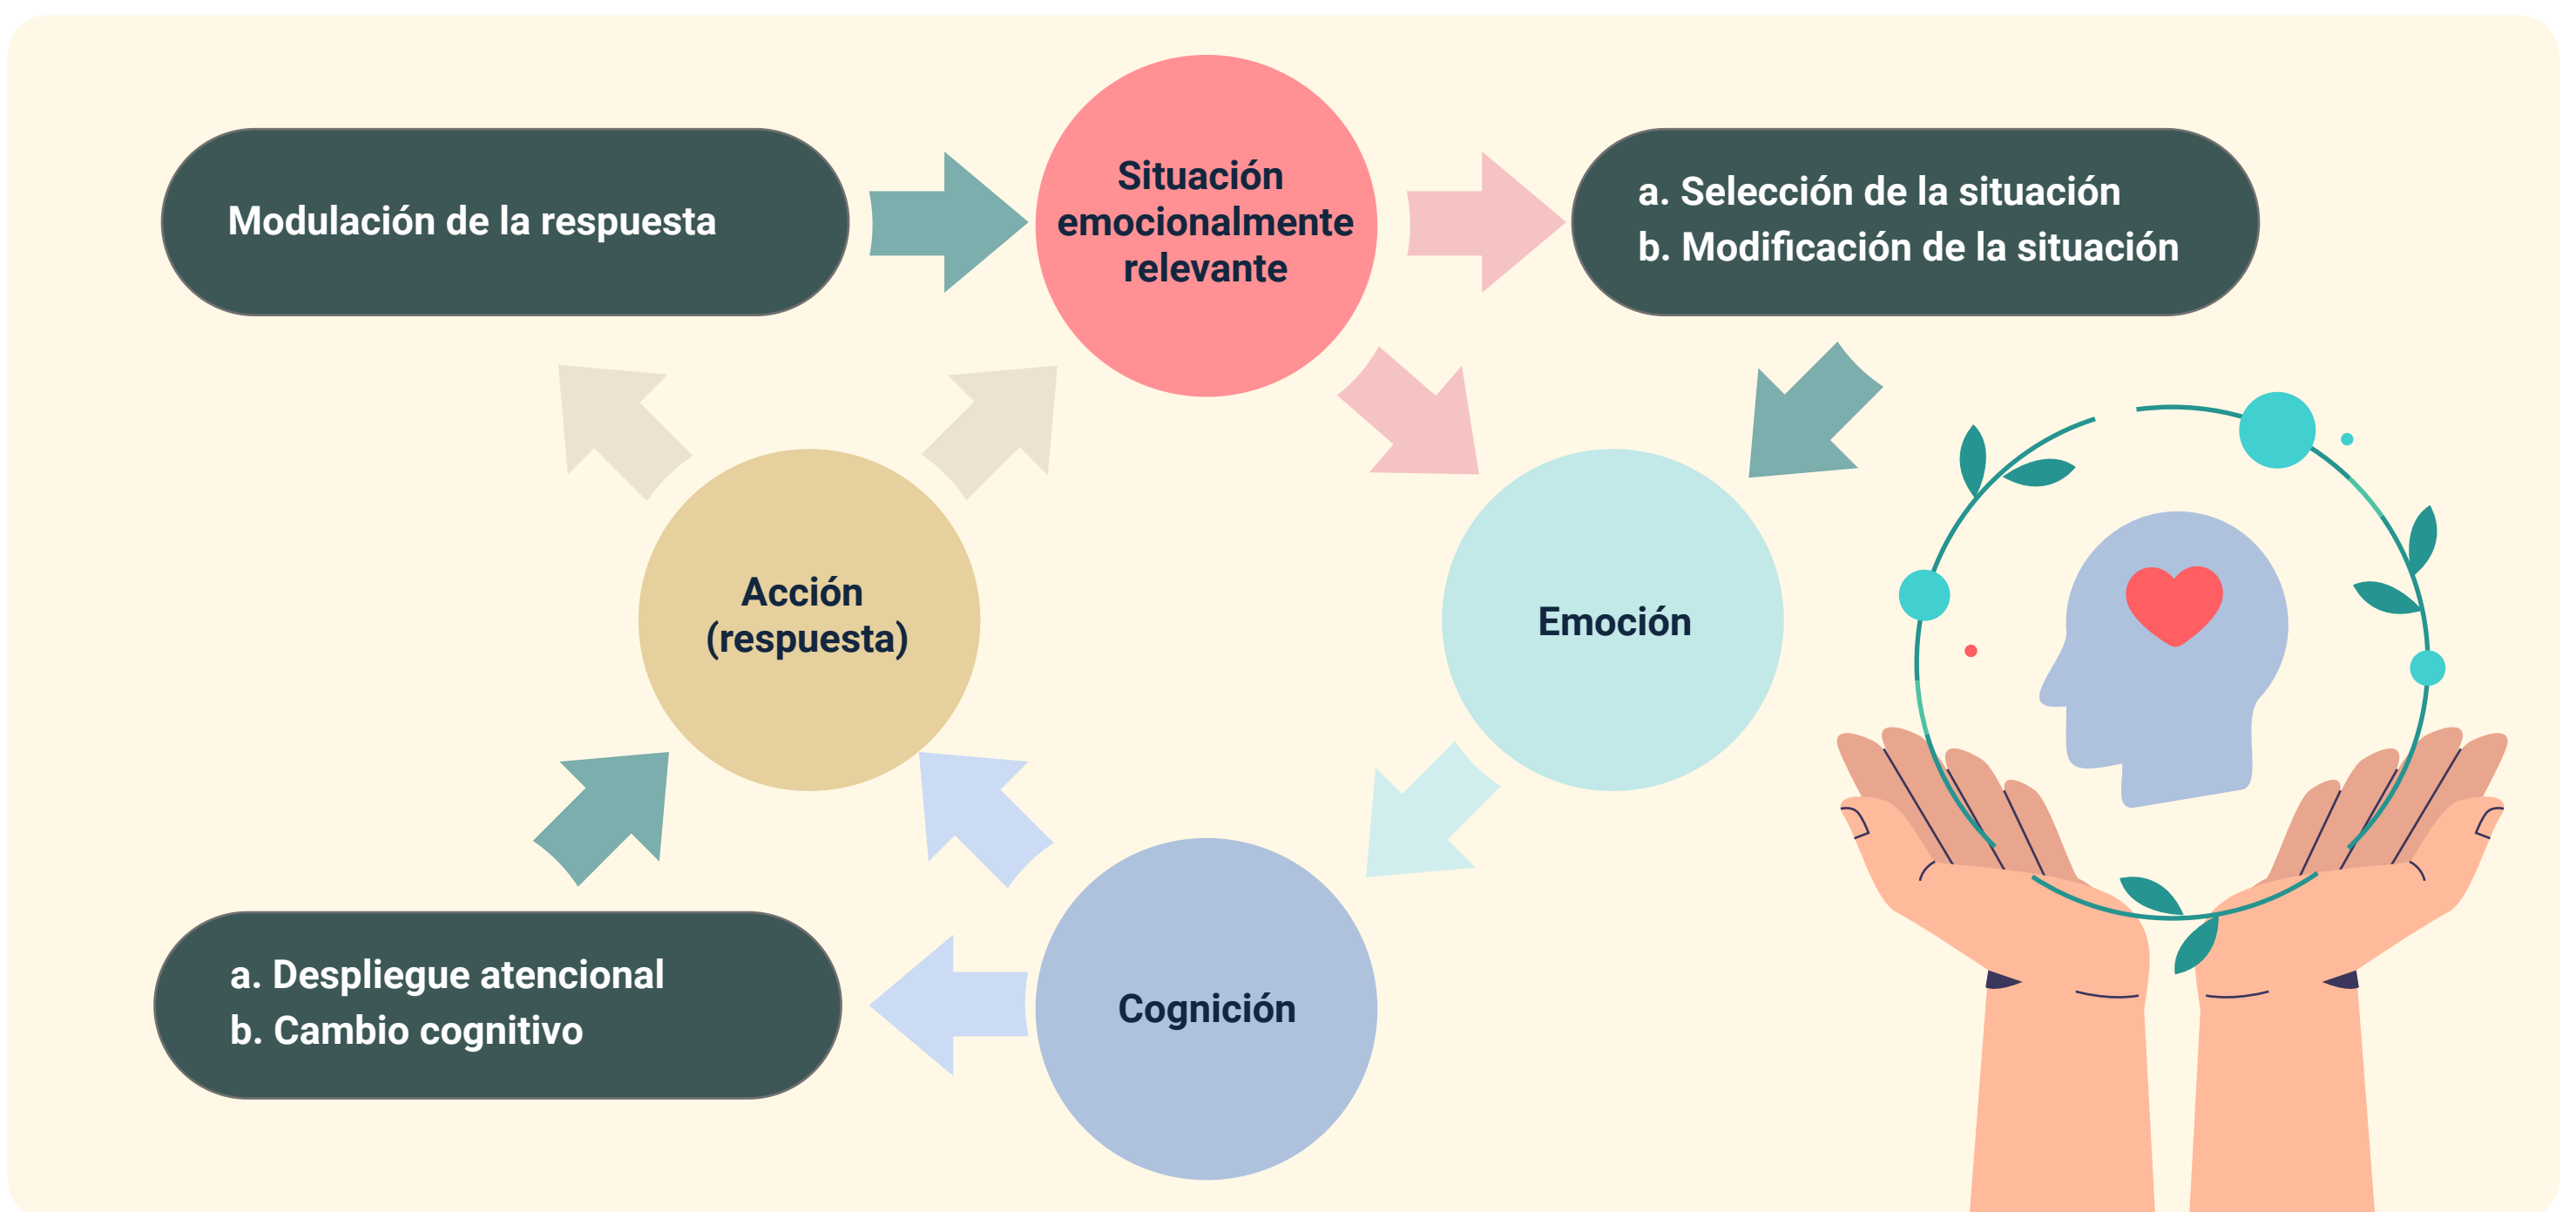 Modulación de la respuesta
Situación
emocionalmente
relevante
a. Selección de la situación
b. Modificación de la situación
Acción
(respuesta)
Emoción
a. Despliegue atencional
b. Cambio cognitivo
Cognición